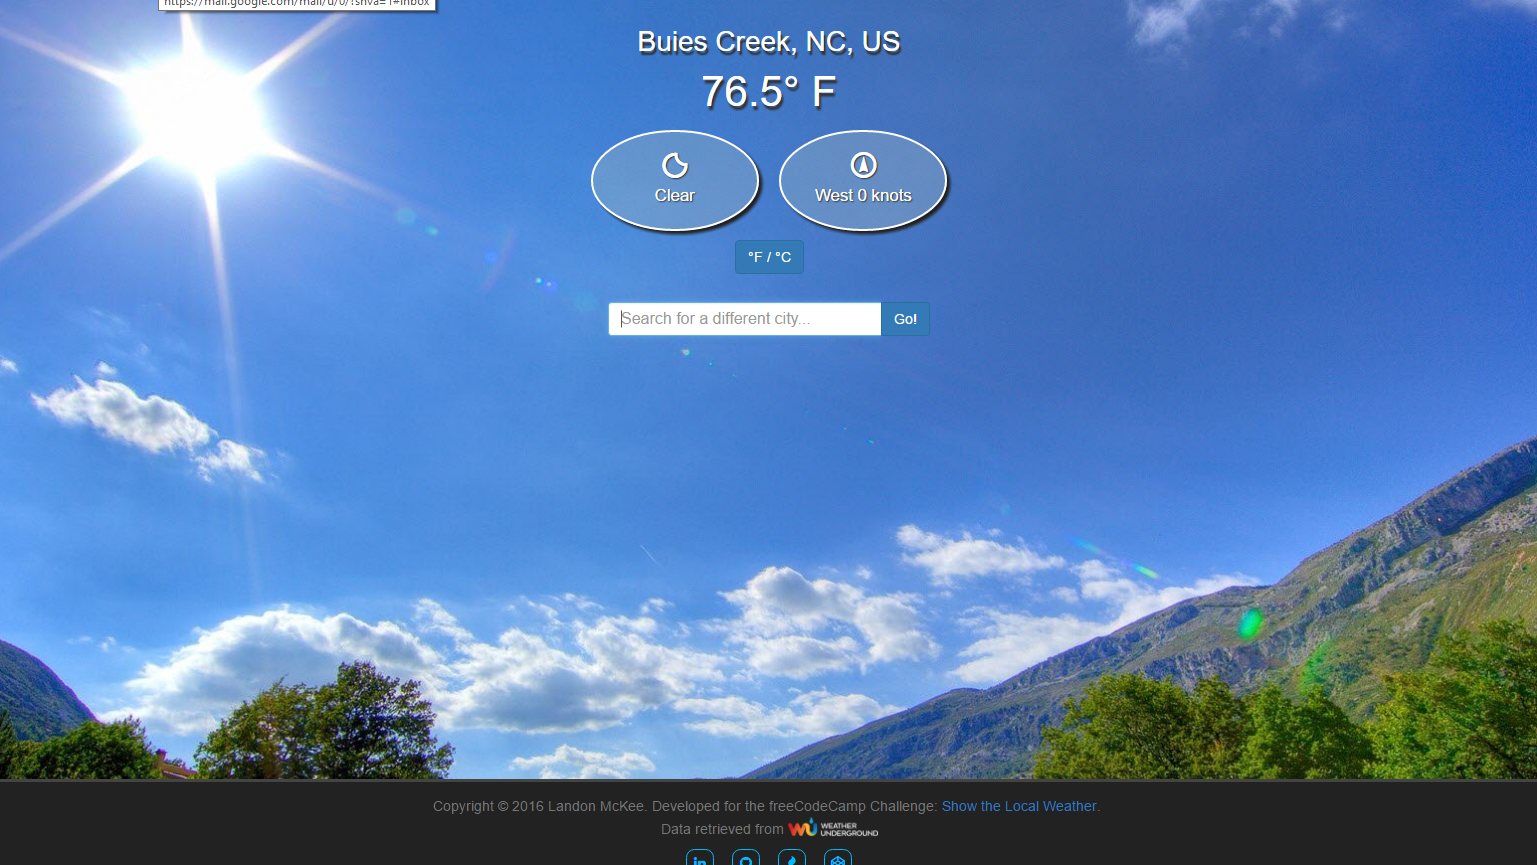 https://mail.google.com/mail/u/0/?shva=1#inbox
Buies Creek, NC, US
76.5° F
Clear
West 0 knots
°F / °C
Search for a different city...
Go!
Copyright © 2016 Landon McKee. Developed for the freeCodeCamp Challenge: Show the Local Weather.
Data retrieved from WU WEATHER UNDERGROUND
in